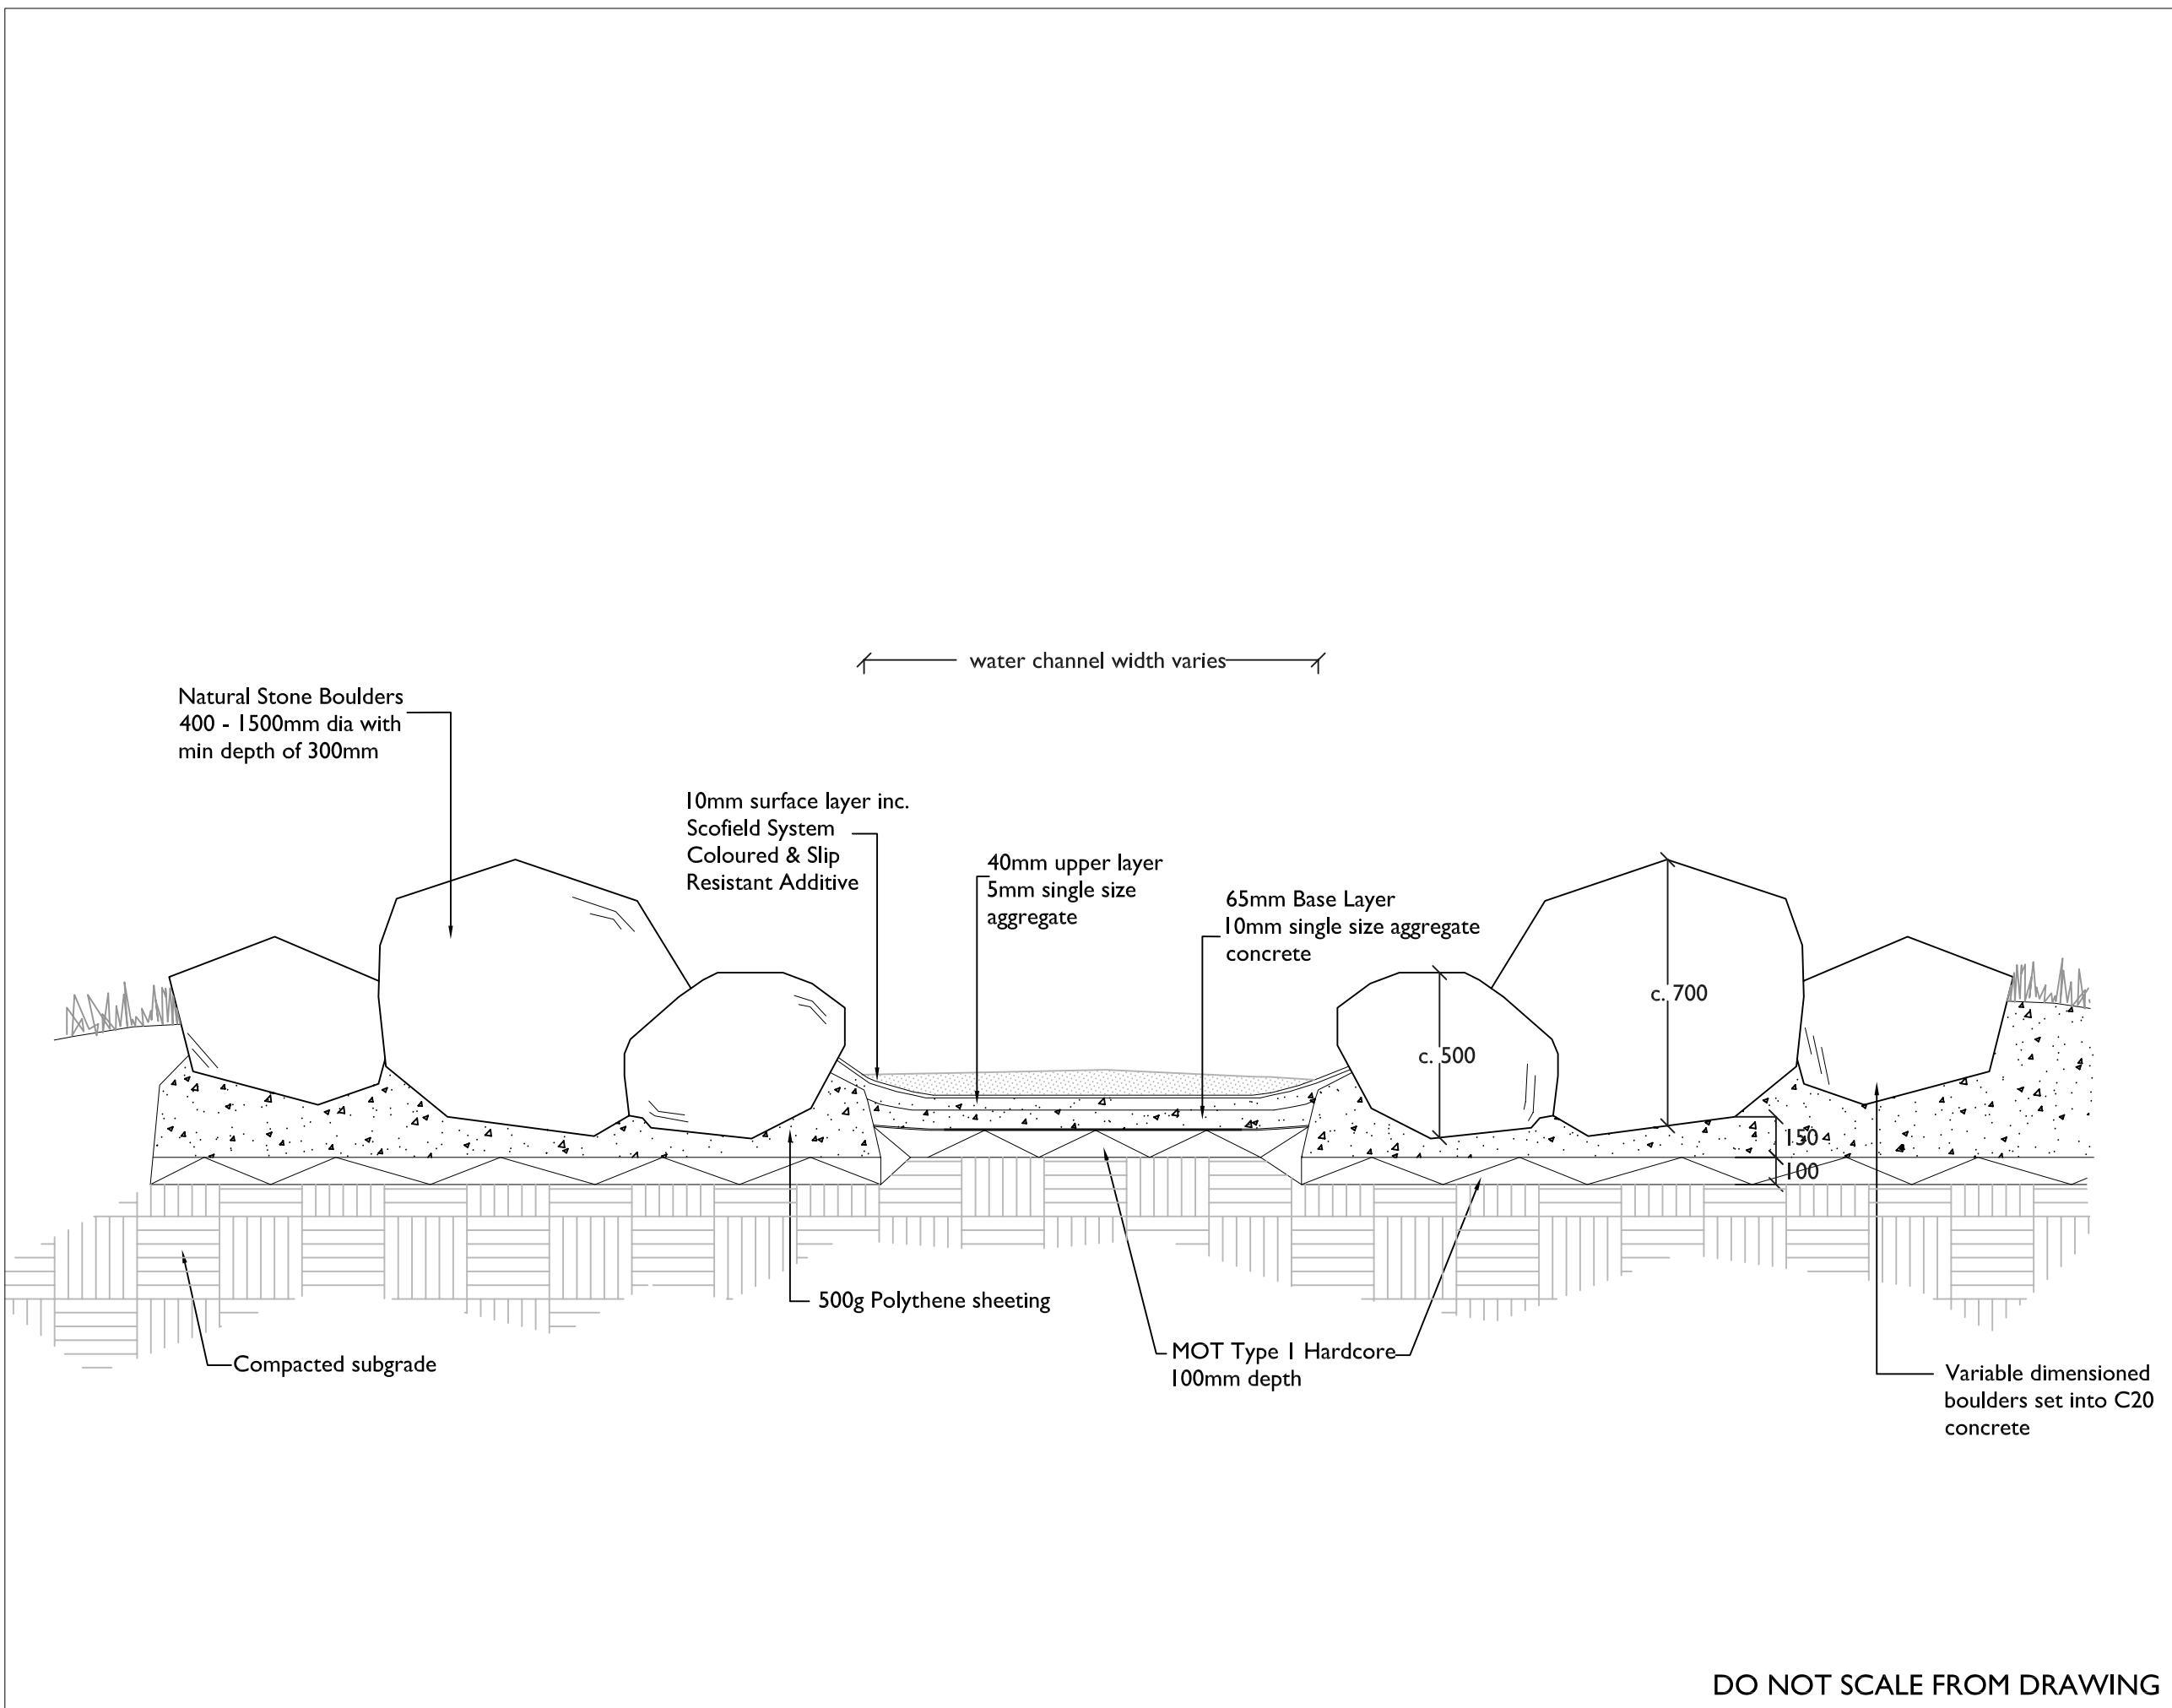 water channel width varies
Natural Stone Boulders
400 - 1500mm dia with
min depth of 300mm
10mm surface layer inc.
Scofield System
Coloured & Slip
Resistant Additive
40mm upper layer
5mm single size
aggregate
65mm Base Layer
10mm single size aggregate
concrete
c. 700
c. 500
150
100
500g Polythene sheeting
Compacted subgrade
MOT Type 1 Hardcore
100mm depth
Variable dimensioned
boulders set into C20
concrete
DO NOT SCALE FROM DRAWING